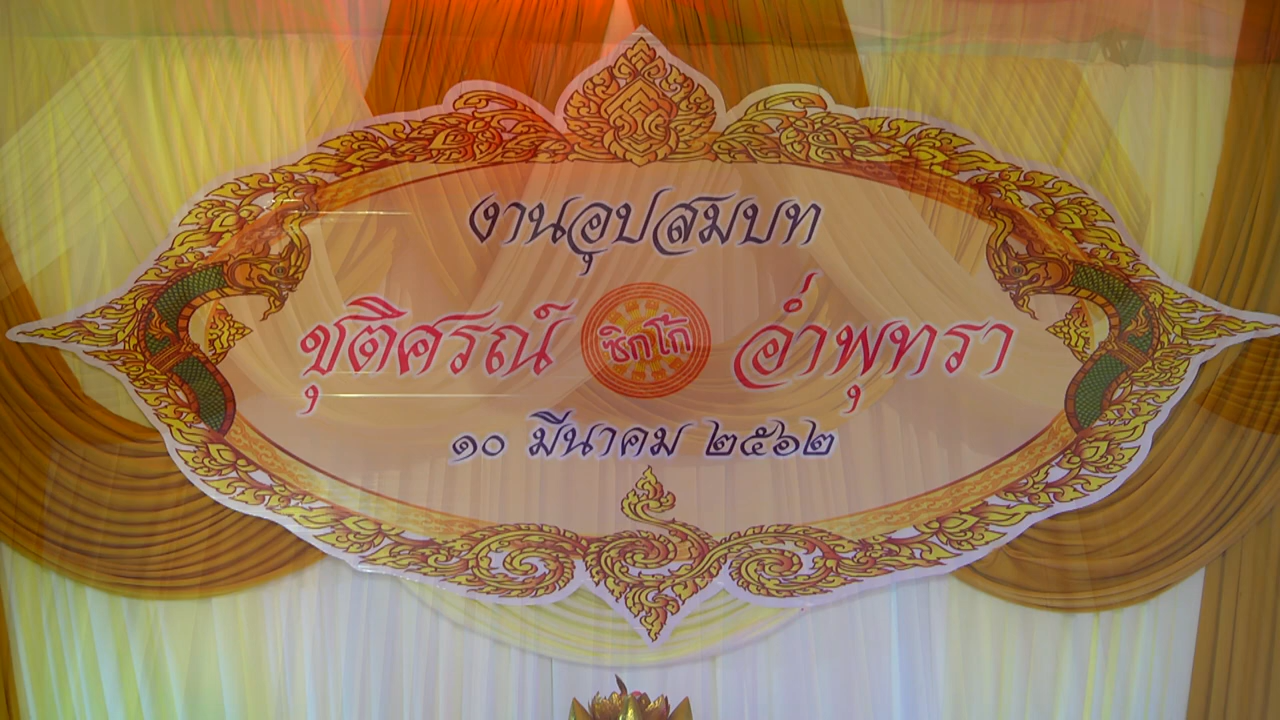 งานอุปสมบท
ชุติศรณ์ ซิกโก้ อ่ำพุทรา
๑๐ มีนาคม ๒๕๖๒